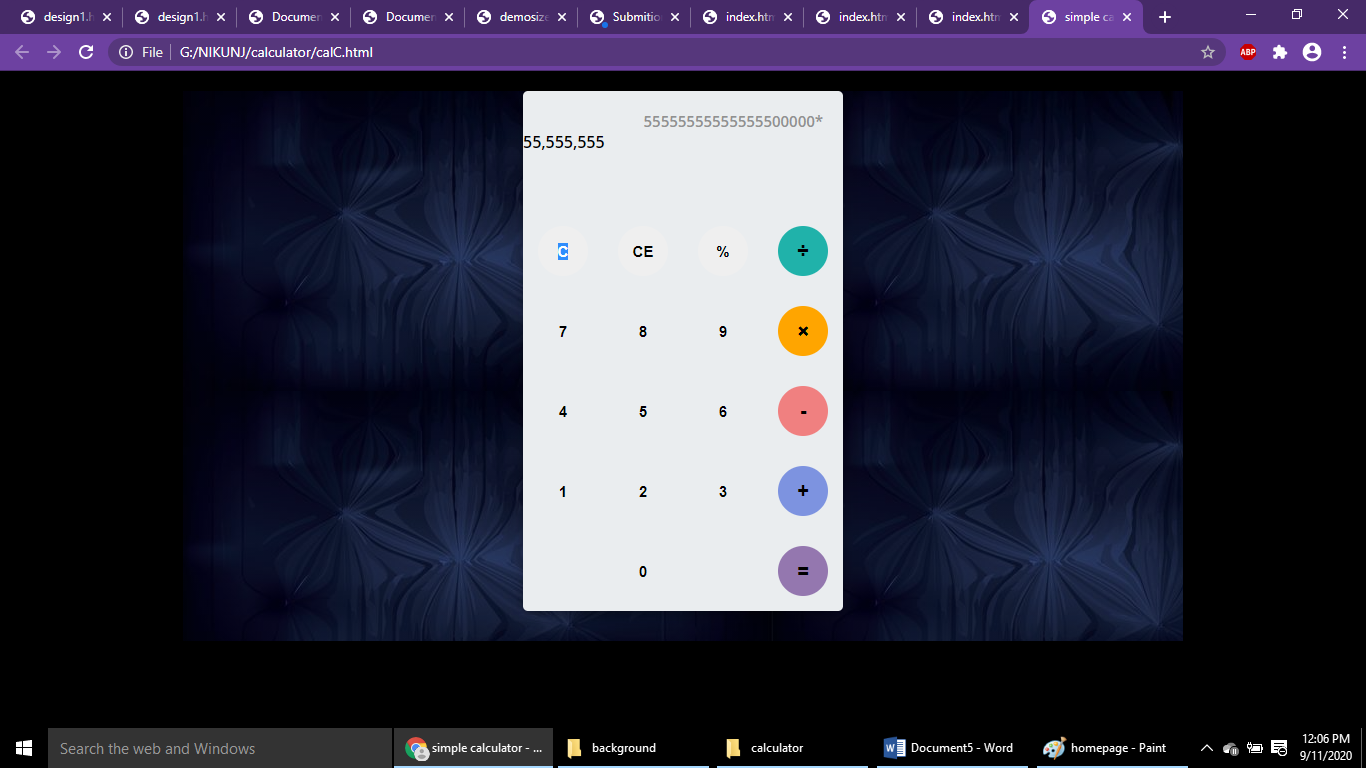 design1.h
design1.h
Documen
Documen
demosize
Submitio
index.htm
index.htm
index.htm
simple ca
File
G:/NIKUNJ/calculator/calC.html
ABP
55555555555555500000*
55,555,555
C CE % ÷
7 8 9 ×
4 5 6 -
1 2 3 +
0 =
Search the web and Windows
simple calculator - ...
background
calculator
Document5 - Word
homepage - Paint
12:06 PM
9/11/2020